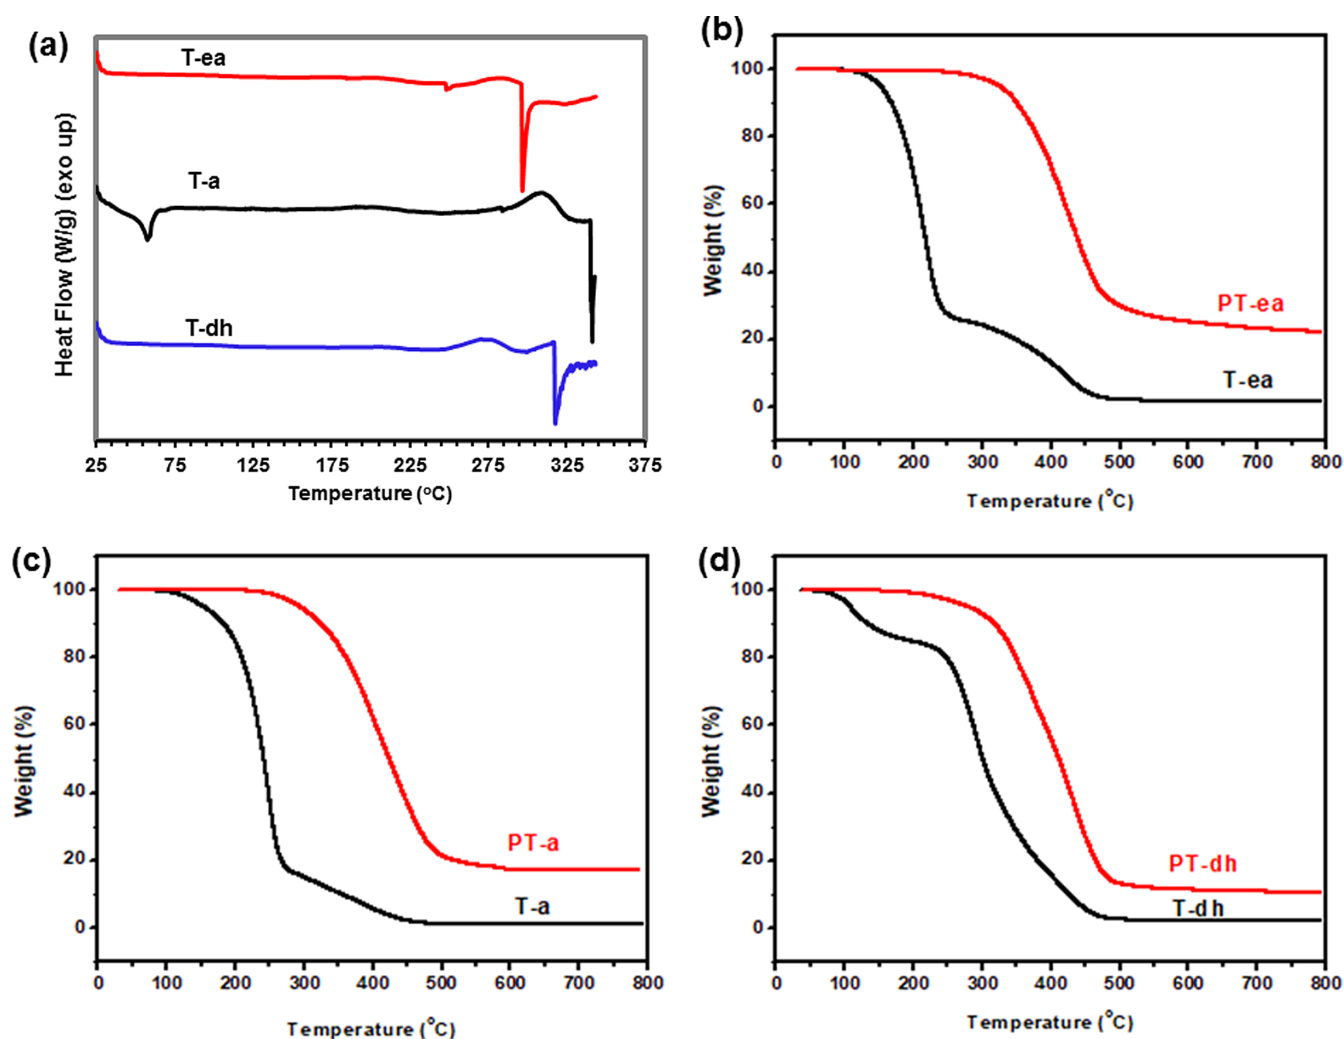 (a)
T-ea
T-a
T-dh
Heat Flow (W/g) (exo up)
25 75 125 175 225 275 325 375
Temperature (°C)
(b)
100
80
60
40
20
0
Weight (%)
PT-ea
T-ea
0 100 200 300 400 500 600 700 800
Temperature (°C)
(c)
100
80
60
40
20
0
Weight (%)
PT-a
T-a
0 100 200 300 400 500 600 700 800
Temperature (°C)
(d)
100
80
60
40
20
0
Weight (%)
PT-dh
T-dh
0 100 200 300 400 500 600 700 800
Temperature (°C)